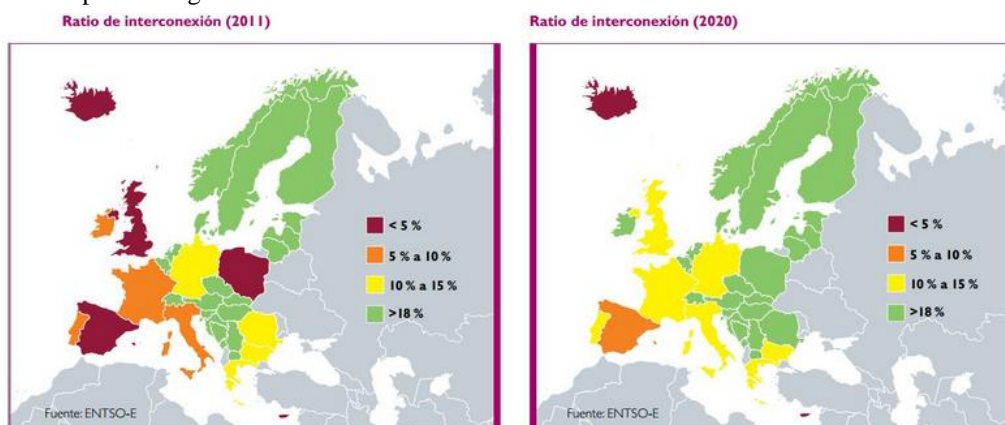 Ratio de interconexión (2011)
< 5 %
5 % a 10 %
10 % a 15 %
>18 %
Fuente: ENTSO-E
Ratio de interconexión (2020)
< 5 %
5 % a 10 %
10 % a 15 %
>18 %
Fuente: ENTSO-E